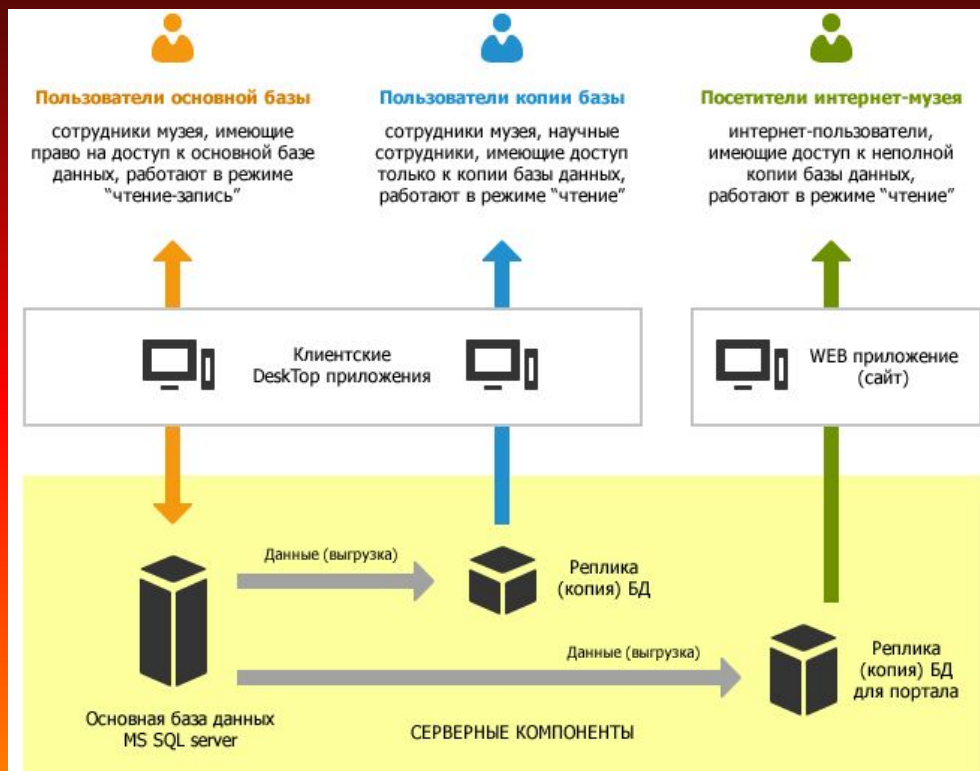 Пользователи основной базы
сотрудники музея, имеющие
право на доступ к основной базе
данных, работают в режиме
“чтение-запись”
Пользователи копии базы
сотрудники музея, научные
сотрудники, имеющие доступ
только к копии базы данных,
работают в режиме “чтение”
Посетители интернет-музея
интернет-пользователи,
имеющие доступ к неполной
копии базы данных,
работают в режиме “чтение”
Клиентские
DeskTop приложения
WEB приложение
(сайт)
Данные (выгрузка)
Реплика
(копия) БД
Данные (выгрузка)
Реплика
(копия) БД
для портала
Основная база данных
MS SQL server
СЕРВЕРНЫЕ КОМПОНЕНТЫ